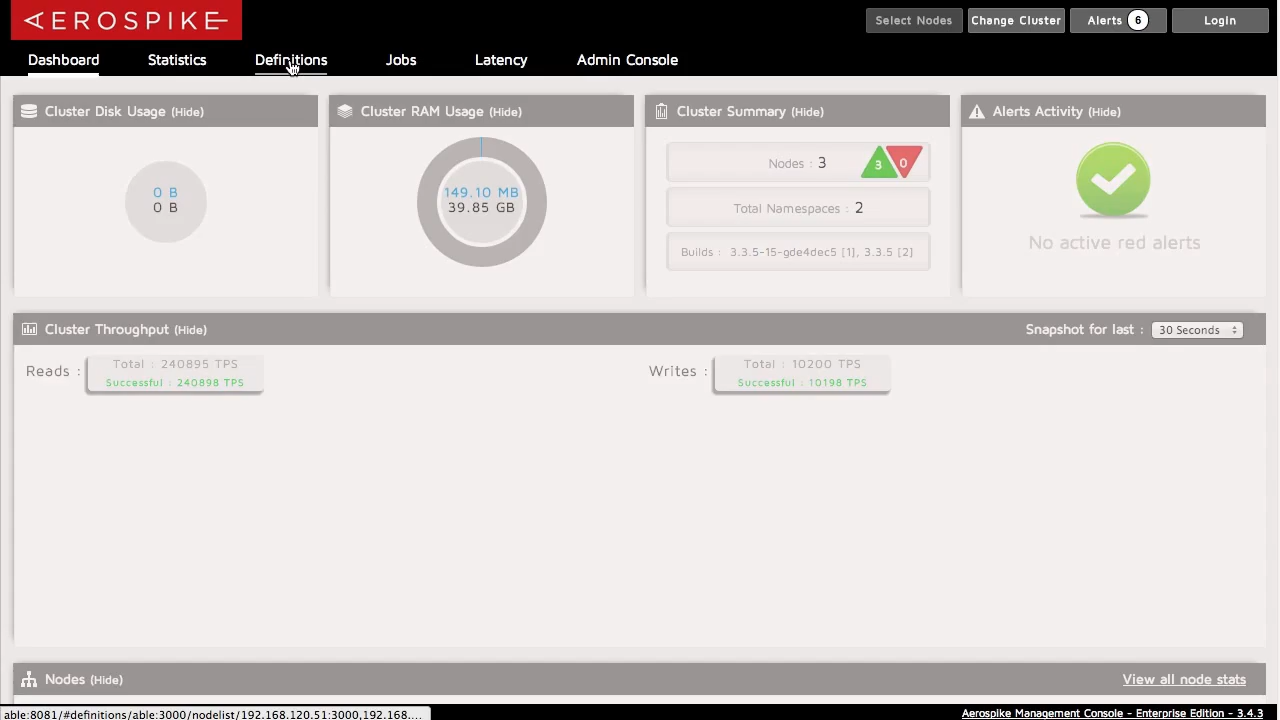 AEROSPIKE
Select Nodes Change Cluster Alerts 6 Login
Dashboard Statistics Definitions Jobs Latency Admin Console
Cluster Disk Usage (Hide)
0 B
0 B
Cluster RAM Usage (Hide)
149.10 MB
39.85 GB
Cluster Summary (Hide)
Nodes : 3 3 0
Total Namespaces : 2
Builds : 3.3.5-15-gde4dec5 [1], 3.3.5 [2]
Alerts Activity (Hide)
No active red alerts
Cluster Throughput (Hide) Snapshot for last : 30 Seconds
Reads : Total : 240895 TPS
Successful : 240898 TPS
Writes : Total : 10200 TPS
Successful : 10198 TPS
Nodes (Hide) View all node stats
able:8081/#definitions/able:3000/nodelist/192.168.120.51:3000,192.168....
Aerospike Management Console - Enterprise Edition - 3.4.3